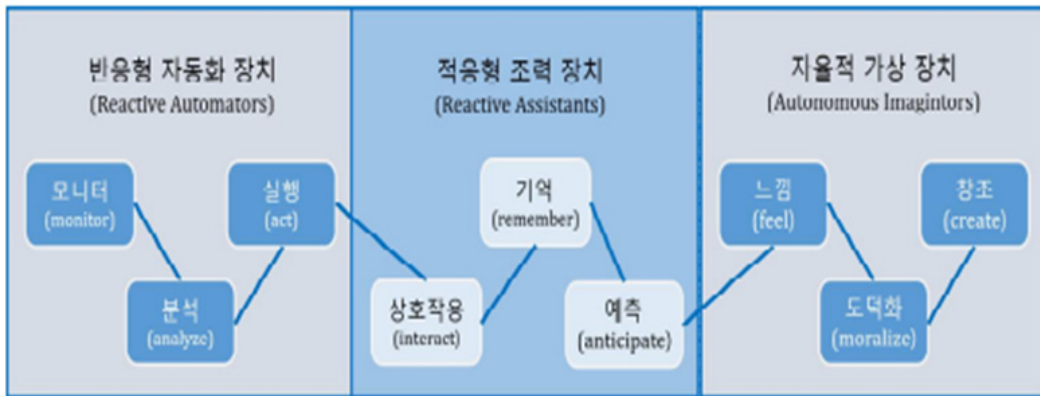 반응형 자동화 장치
(Reactive Automators)
모니터
(monitor)
분석
(analyze)
실행
(act)
적응형 조력 장치
(Reactive Assistants)
상호작용
(interact)
기억
(remember)
예측
(anticipate)
자율적 가상 장치
(Autonomous Imagintors)
느낌
(feel)
도덕화
(moralize)
창조
(create)